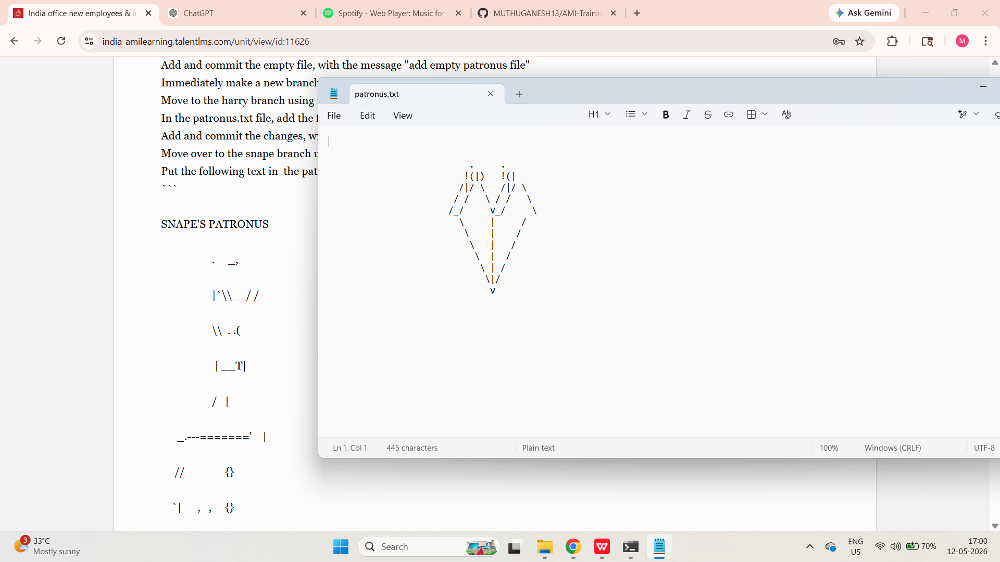 India office new employees & in
ChatGPT
Spotify - Web Player: Music for
MUTHUGANESH13/AMI-Trainin
Ask Gemini
india-amilearning.talentlms.com/unit/view/id:11626
M
Add and commit the empty file, with the message "add empty patronus file"
Immediately make a new branch
Move to the harry branch using
In the patronus.txt file, add the f
Add and commit the changes, wi
Move over to the snape branch u
Put the following text in  the pat
```
SNAPE'S PATRONUS
.     _,
|`\\__/ /
\\  . .(
| __T|
/   |
_.---======='    |
//              {}
`|      ,   ,     {}
patronus.txt
File Edit View
H1 B I S
    .     .
   !(|)   !(|
  /|/ \   /|/ \
 / /   \ / /   \
/_/     v_/     \
  \     |     /
   \    |    /
    \   |   /
     \  |  /
      \ | /
       \|/
        v
Ln 1, Col 1 445 characters Plain text 100% Windows (CRLF) UTF-8
3
33°C
Mostly sunny
Search
ENG
US
70%
17:00
12-05-2026